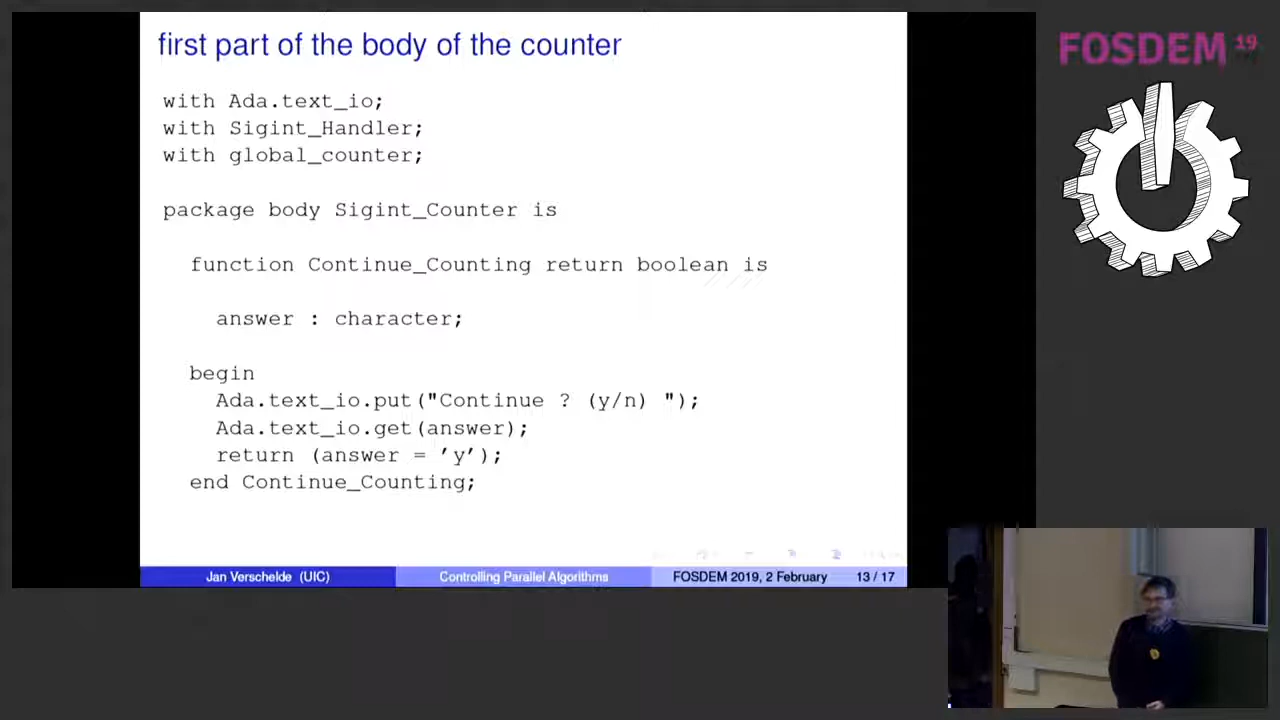 first part of the body of the counter
with Ada.text_io;
with Sigint_Handler;
with global_counter;
package body Sigint_Counter is
function Continue_Counting return boolean is
answer : character;
begin
Ada.text_io.put("Continue ? (y/n) ");
Ada.text_io.get(answer);
return (answer = 'y');
end Continue_Counting;
Jan Verschelde (UIC)
Controlling Parallel Algorithms
FOSDEM 2019, 2 February
13 / 17
FOSDEM 19